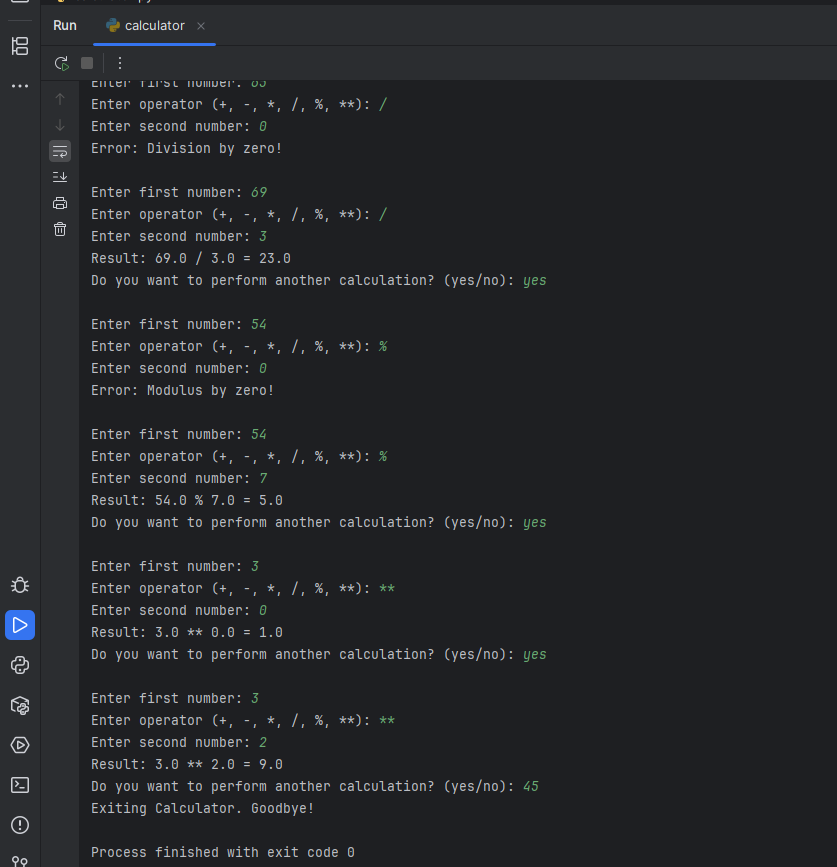 Run calculator
Enter first number: 65
Enter operator (+, -, *, /, %, **): /
Enter second number: 0
Error: Division by zero!
Enter first number: 69
Enter operator (+, -, *, /, %, **): /
Enter second number: 3
Result: 69.0 / 3.0 = 23.0
Do you want to perform another calculation? (yes/no): yes
Enter first number: 54
Enter operator (+, -, *, /, %, **): %
Enter second number: 0
Error: Modulus by zero!
Enter first number: 54
Enter operator (+, -, *, /, %, **): %
Enter second number: 7
Result: 54.0 % 7.0 = 5.0
Do you want to perform another calculation? (yes/no): yes
Enter first number: 3
Enter operator (+, -, *, /, %, **): **
Enter second number: 0
Result: 3.0 ** 0.0 = 1.0
Do you want to perform another calculation? (yes/no): yes
Enter first number: 3
Enter operator (+, -, *, /, %, **): **
Enter second number: 2
Result: 3.0 ** 2.0 = 9.0
Do you want to perform another calculation? (yes/no): 45
Exiting Calculator. Goodbye!
Process finished with exit code 0